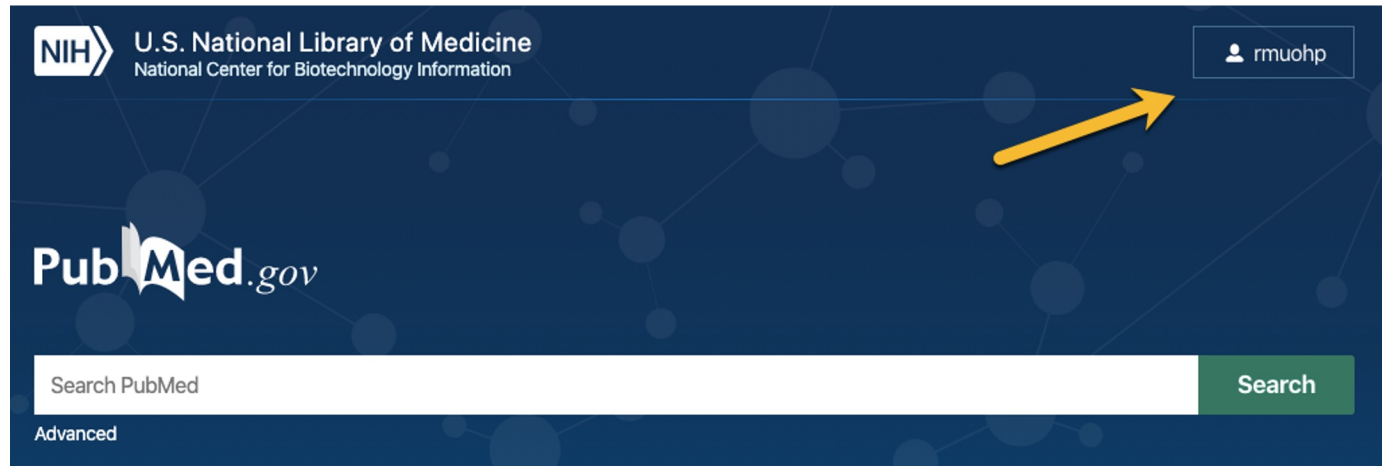 NIH
U.S. National Library of Medicine
National Center for Biotechnology Information
rmuohp
PubMed.gov
Search PubMed
Search
Advanced